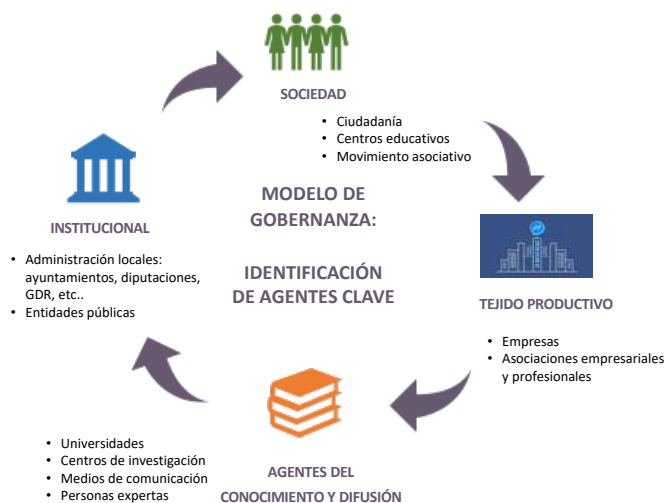 SOCIEDAD
• Ciudadanía
• Centros educativos
• Movimiento asociativo
MODELO DE
GOBERNANZA:
IDENTIFICACIÓN
DE AGENTES CLAVE
TEJIDO PRODUCTIVO
• Empresas
• Asociaciones empresariales
y profesionales
AGENTES DEL
CONOCIMIENTO Y DIFUSIÓN
• Universidades
• Centros de investigación
• Medios de comunicación
• Personas expertas
INSTITUCIONAL
• Administración locales:
ayuntamientos, diputaciones,
GDR, etc..
• Entidades públicas